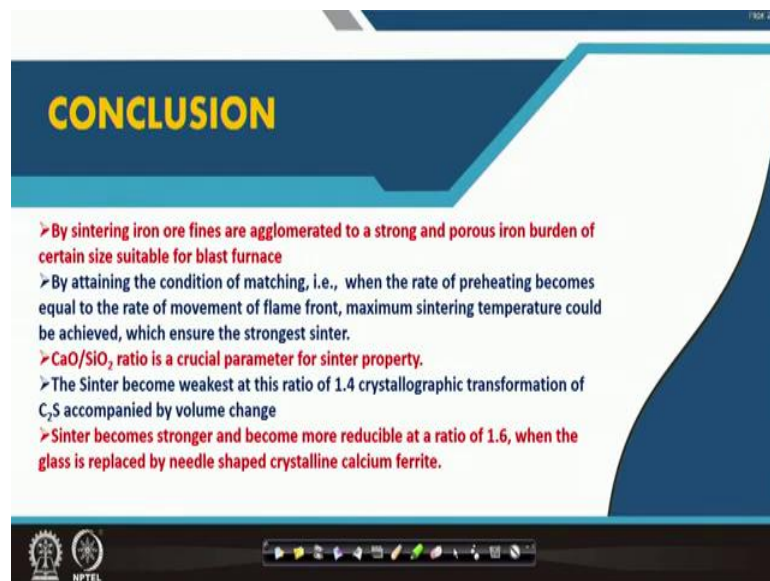 CONCLUSION
➢By sintering iron ore fines are agglomerated to a strong and porous iron burden of
certain size suitable for blast furnace
➢By attaining the condition of matching, i.e., when the rate of preheating becomes
equal to the rate of movement of flame front, maximum sintering temperature could
be achieved, which ensure the strongest sinter.
➢CaO/SiO₂ ratio is a crucial parameter for sinter property.
➢The Sinter become weakest at this ratio of 1.4 crystallographic transformation of
C₂S accompanied by volume change
➢Sinter becomes stronger and become more reducible at a ratio of 1.6, when the
glass is replaced by needle shaped crystalline calcium ferrite.
NPTEL